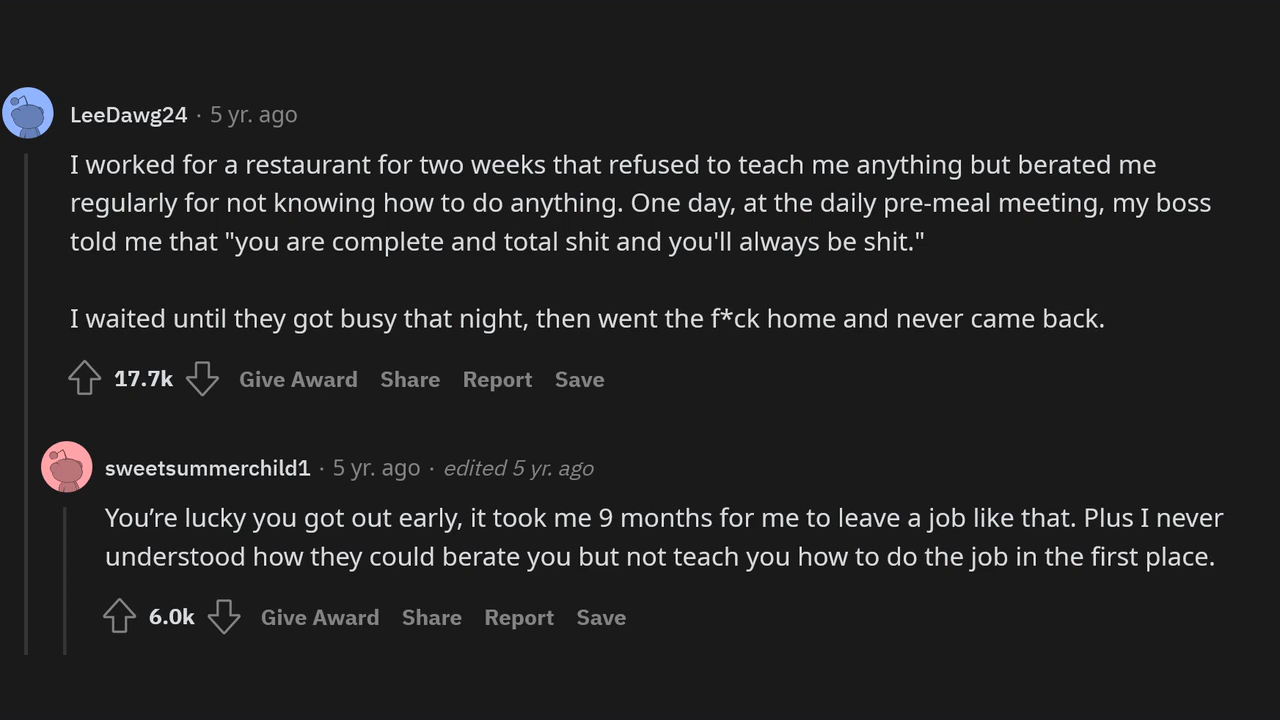 LeeDawg24 · 5 yr. ago
I worked for a restaurant for two weeks that refused to teach me anything but berated me
regularly for not knowing how to do anything. One day, at the daily pre-meal meeting, my boss
told me that "you are complete and total shit and you'll always be shit."
I waited until they got busy that night, then went the f*ck home and never came back.
17.7k Give Award Share Report Save
sweetsummerchild1 · 5 yr. ago · edited 5 yr. ago
You’re lucky you got out early, it took me 9 months for me to leave a job like that. Plus I never
understood how they could berate you but not teach you how to do the job in the first place.
6.0k Give Award Share Report Save